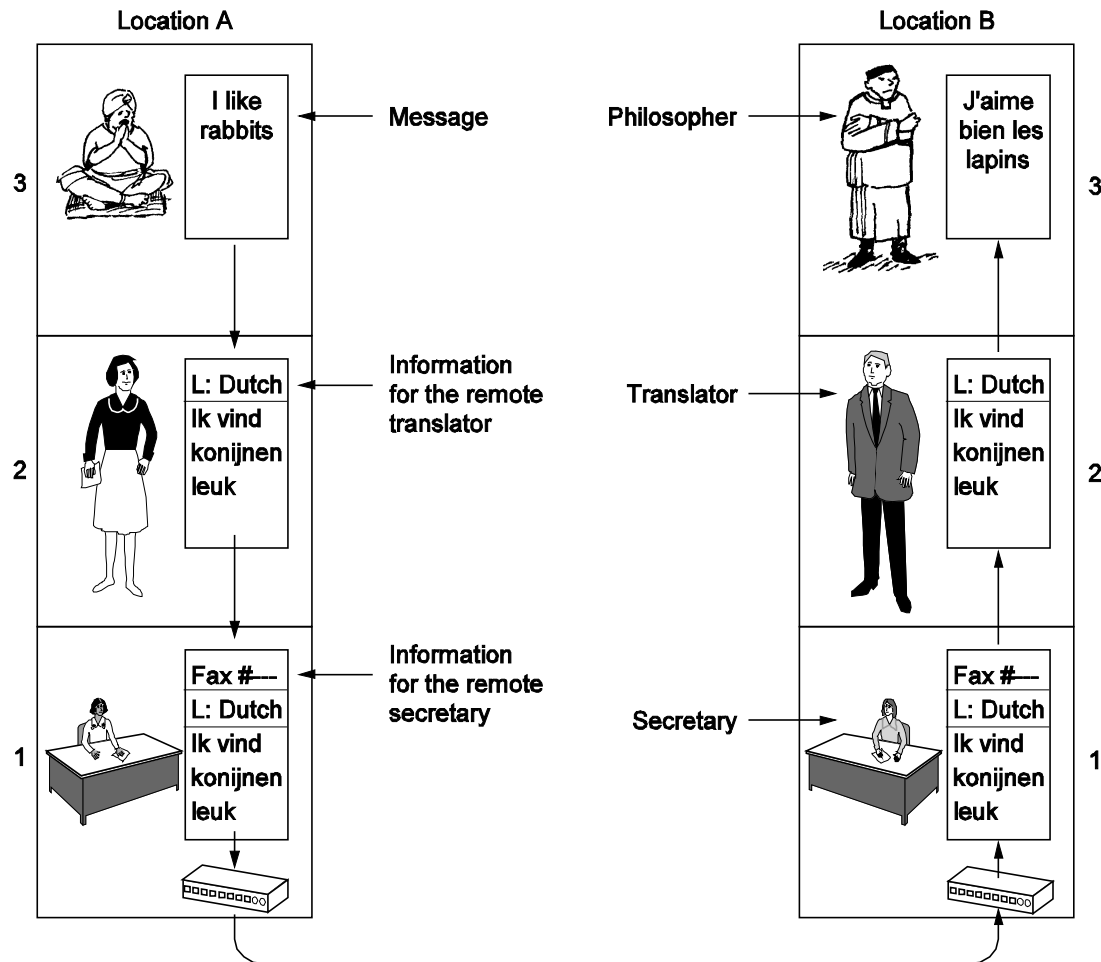 Location A
Location B
I like
rabbits
Message
Philosopher
J'aime
bien les
lapins
3
3
L: Dutch
Ik vind
konijnen
leuk
Information
for the remote
translator
Translator
L: Dutch
Ik vind
konijnen
leuk
2
2
Fax #---
L: Dutch
Ik vind
konijnen
leuk
Information
for the remote
secretary
Secretary
Fax #---
L: Dutch
Ik vind
konijnen
leuk
1
1